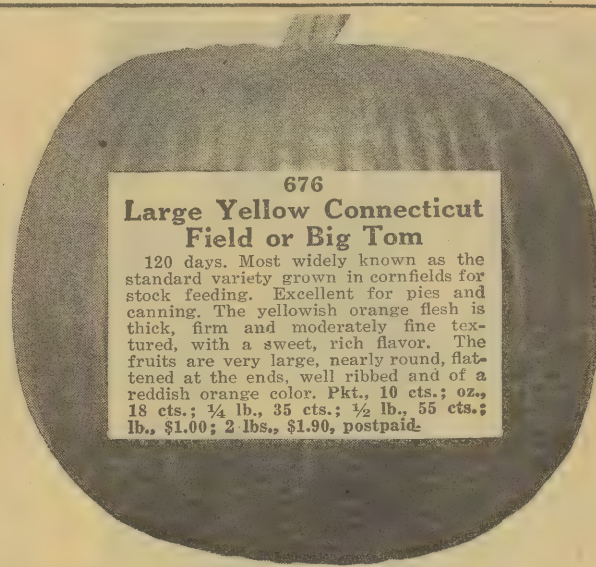 676
Large Yellow Connecticut
Field or Big Tom
120 days. Most widely known as the
standard variety grown in cornfields for
stock feeding. Excellent for pies and
canning. The yellowish orange flesh is
thick, firm and moderately fine tex-
tured, with a sweet, rich flavor. The
fruits are very large, nearly round, flat-
tened at the ends, well ribbed and of a
reddish orange color. Pkt., 10 cts.; oz.,
18 cts.; ¼ lb., 35 cts.; ½ lb., 55 cts.;
lb., $1.00; 2 lbs., $1.90, postpaid.